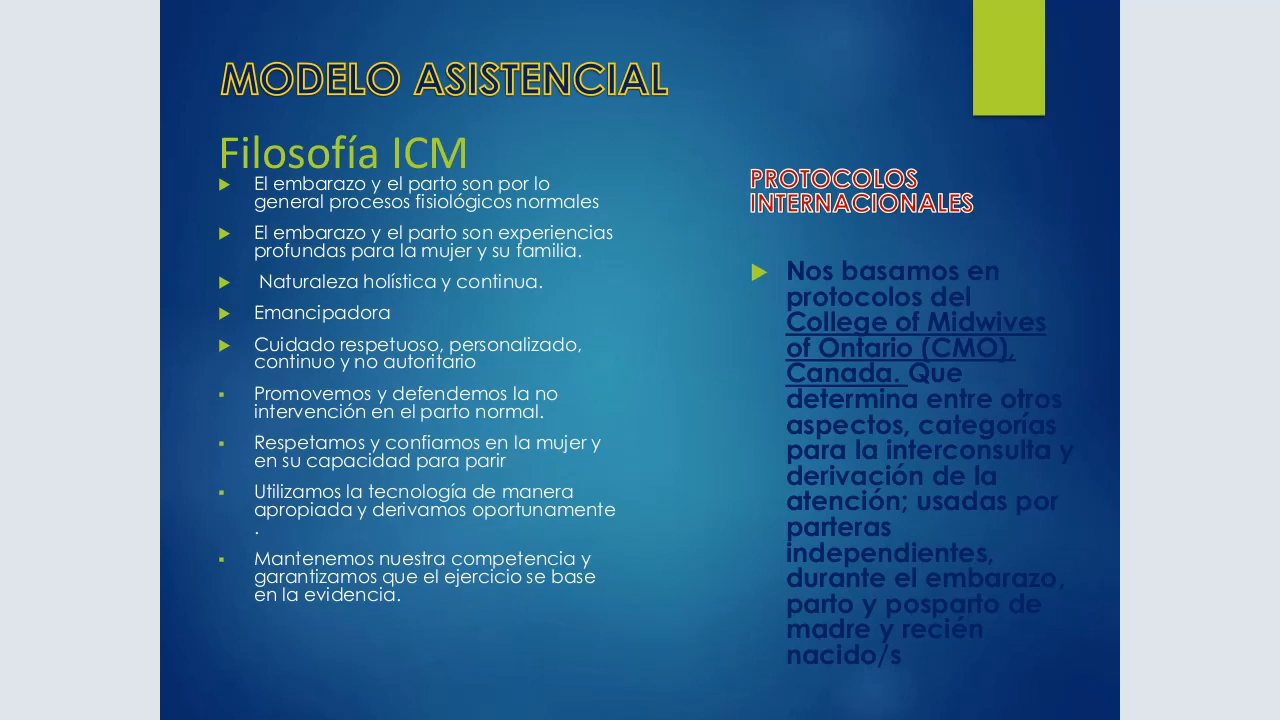 MODELO ASISTENCIAL
Filosofía ICM
El embarazo y el parto son por lo
general procesos fisiológicos normales
El embarazo y el parto son experiencias
profundas para la mujer y su familia.
Naturaleza holística y continua.
Emancipadora
Cuidado respetuoso, personalizado,
continuo y no autoritario
Promovemos y defendemos la no
intervención en el parto normal.
Respetamos y confiamos en la mujer y
en su capacidad para parir
Utilizamos la tecnología de manera
apropiada y derivamos oportunamente
.
Mantenemos nuestra competencia y
garantizamos que el ejercicio se base
en la evidencia.
PROTOCOLOS
INTERNACIONALES
Nos basamos en
protocolos del
College of Midwives
of Ontario (CMO),
Canada. Que
determina entre otros
aspectos, categorías
para la interconsulta y
derivación de la
atención; usadas por
parteras
independientes,
durante el embarazo,
parto y posparto de
madre y recién
nacido/s